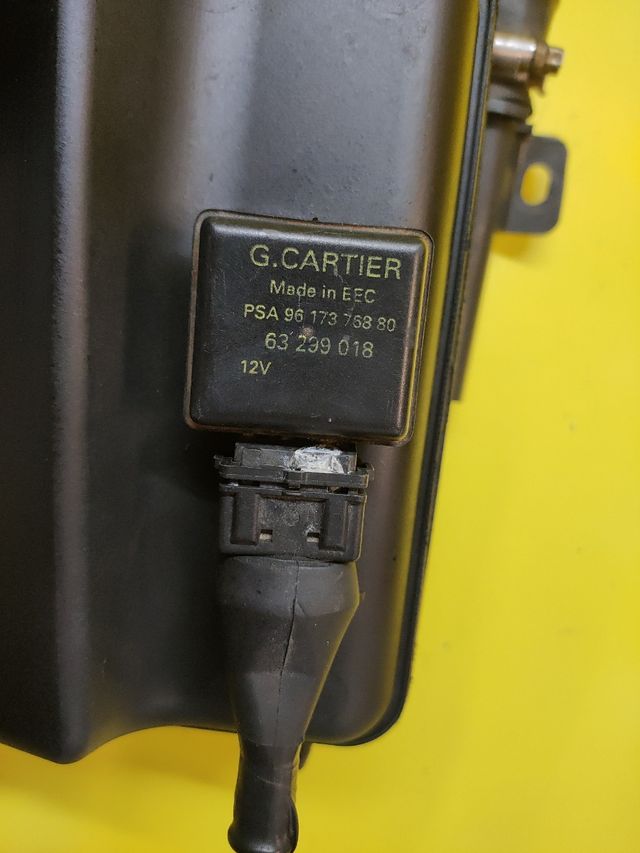 G.CARTIER
Made in EEC
PSA 96 173 768 80
63 299 018
12V